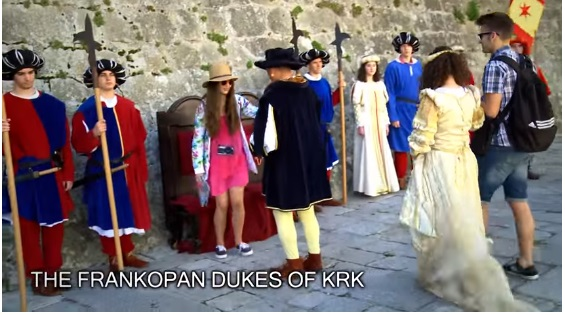 THE FRANKOPAN DUKES OF KRK